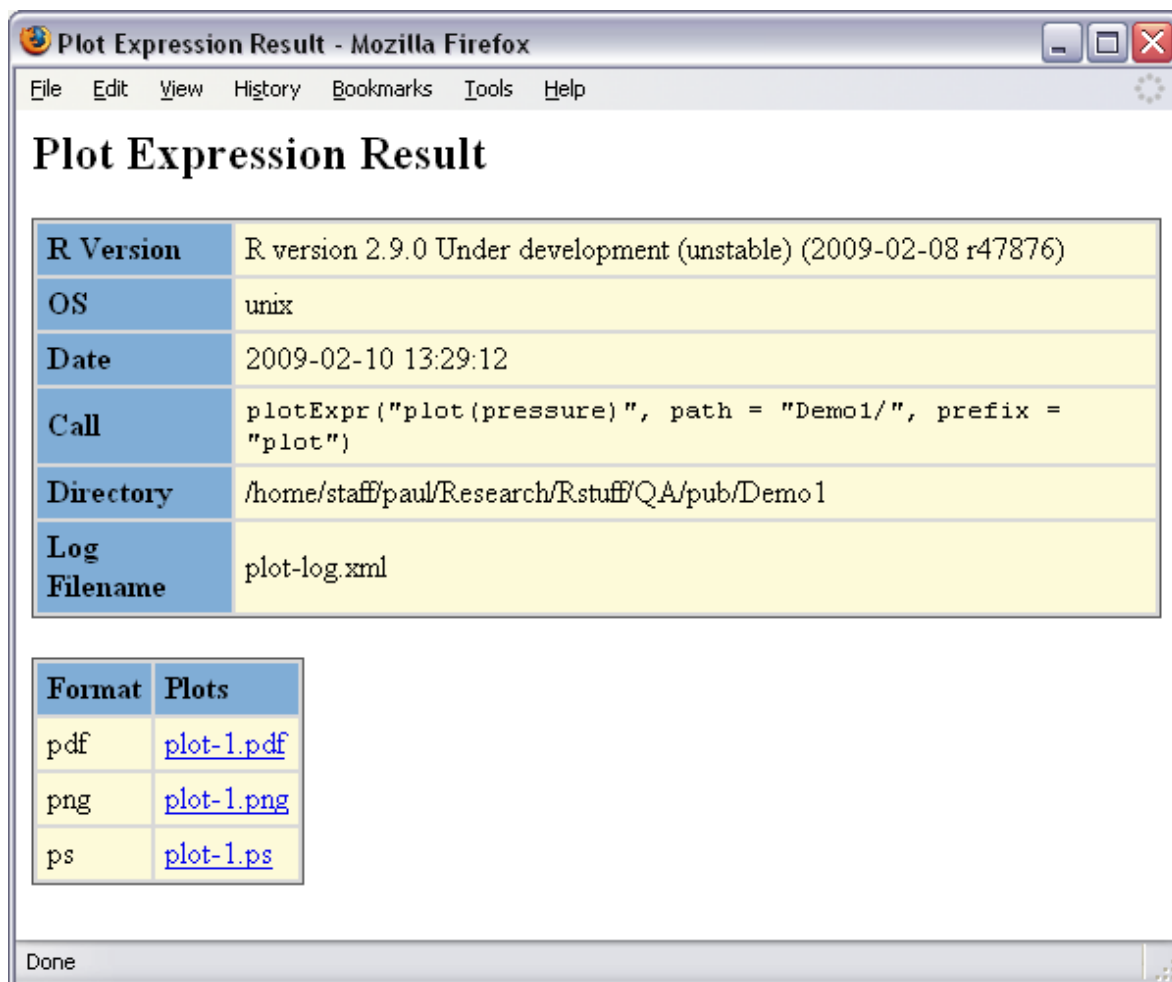 Plot Expression Result - Mozilla Firefox
File Edit View History Bookmarks Tools Help
Plot Expression Result
R Version R version 2.9.0 Under development (unstable) (2009-02-08 r47876)
OS unix
Date 2009-02-10 13:29:12
Call plotExpr("plot(pressure)", path = "Demo1/", prefix =
"plot")
Directory /home/staff/paul/Research/Rstuff/QA/pub/Demo1
Log
Filename plot-log.xml
Format Plots
pdf plot-1.pdf
png plot-1.png
ps plot-1.ps
Done